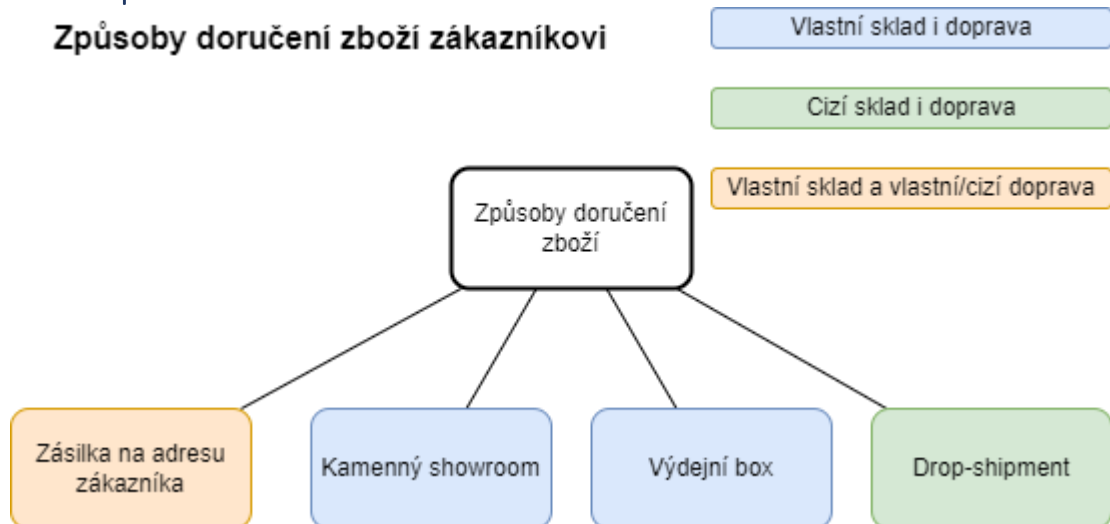 Způsoby doručení zboží zákazníkovi
Vlastní sklad i doprava
Cizí sklad i doprava
Vlastní sklad a vlastní/cizí doprava
Způsoby doručení
zboží
Zásilka na adresu
zákazníka
Kamenný showroom
Výdejní box
Drop-shipment